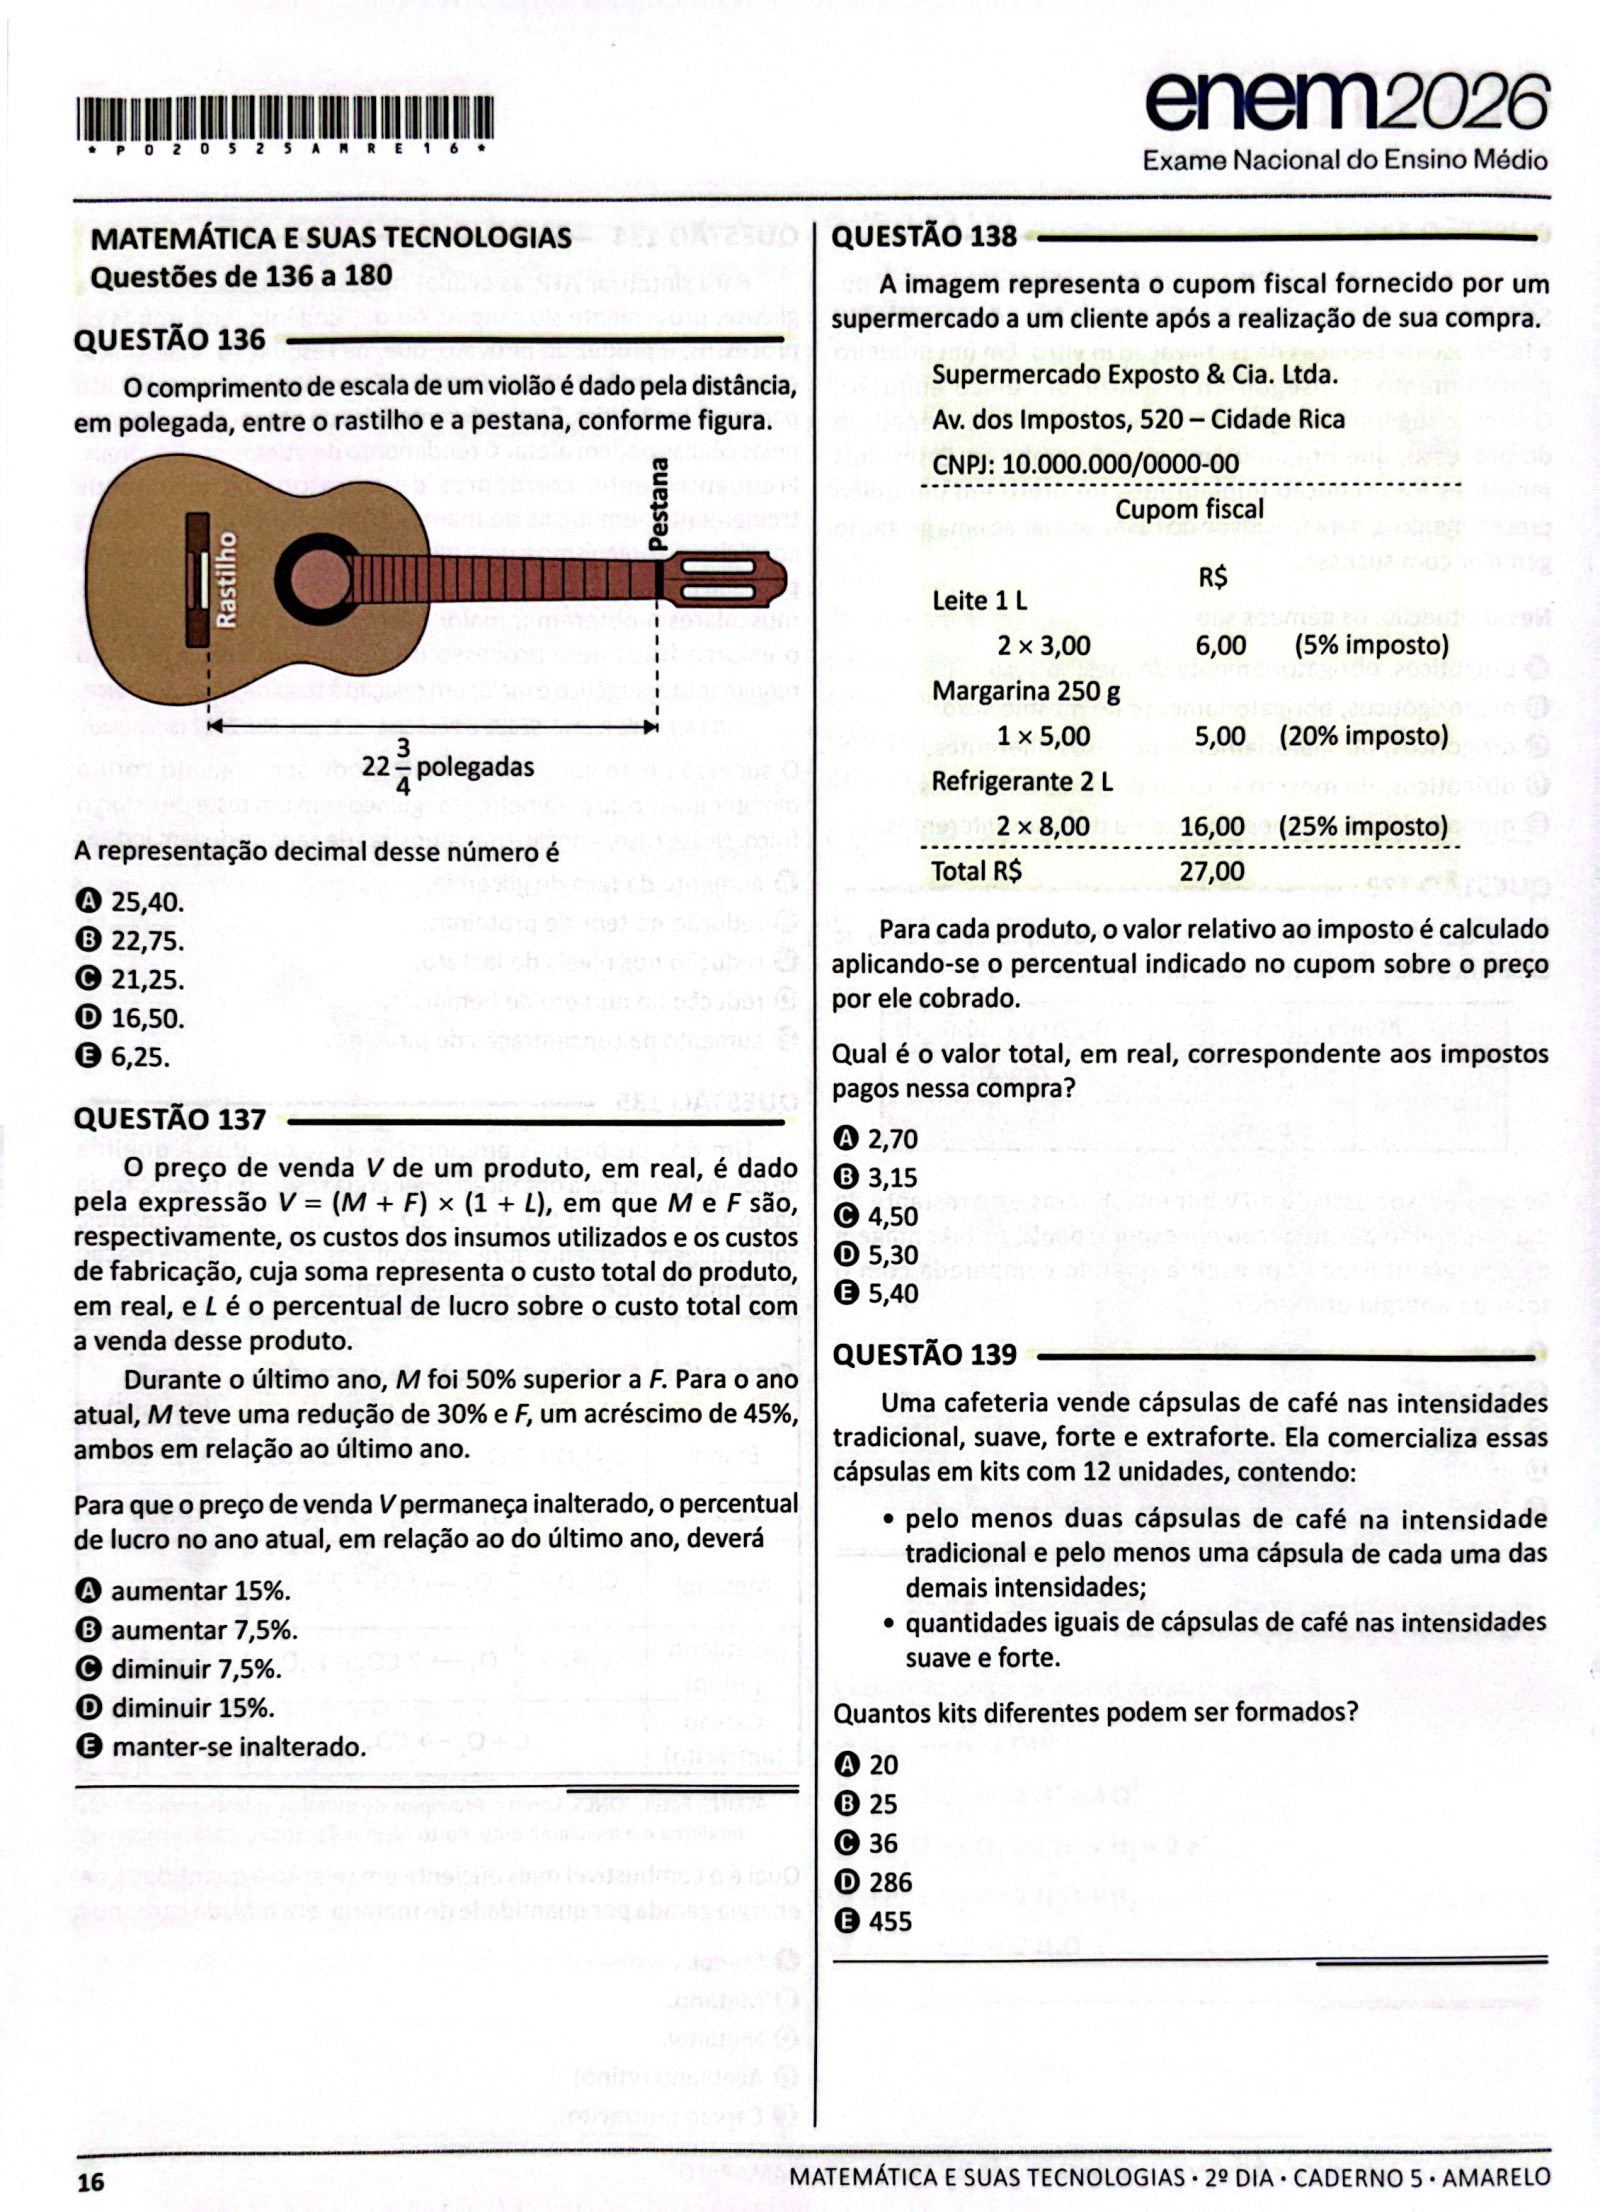 *P020525AMRE16*
enem2026
Exame Nacional do Ensino Médio
MATEMÁTICA E SUAS TECNOLOGIAS
Questões de 136 a 180
QUESTÃO 136
O comprimento de escala de um violão é dado pela distância,
em polegada, entre o rastilho e a pestana, conforme figura.
Rastilho
Pestana
22 3/4 polegadas
A representação decimal desse número é
A 25,40.
B 22,75.
C 21,25.
D 16,50.
E 6,25.
QUESTÃO 137
O preço de venda V de um produto, em real, é dado
pela expressão V = (M + F) × (1 + L), em que M e F são,
respectivamente, os custos dos insumos utilizados e os custos
de fabricação, cuja soma representa o custo total do produto,
em real, e L é o percentual de lucro sobre o custo total com
a venda desse produto.
Durante o último ano, M foi 50% superior a F. Para o ano
atual, M teve uma redução de 30% e F, um acréscimo de 45%,
ambos em relação ao último ano.
Para que o preço de venda V permaneça inalterado, o percentual
de lucro no ano atual, em relação ao do último ano, deverá
A aumentar 15%.
B aumentar 7,5%.
C diminuir 7,5%.
D diminuir 15%.
E manter-se inalterado.
QUESTÃO 138
A imagem representa o cupom fiscal fornecido por um
supermercado a um cliente após a realização de sua compra.
Supermercado Exposto & Cia. Ltda.
Av. dos Impostos, 520 – Cidade Rica
CNPJ: 10.000.000/0000-00
Cupom fiscal
R$
Leite 1 L
2 × 3,00 6,00 (5% imposto)
Margarina 250 g
1 × 5,00 5,00 (20% imposto)
Refrigerante 2 L
2 × 8,00 16,00 (25% imposto)
Total R$ 27,00
Para cada produto, o valor relativo ao imposto é calculado
aplicando-se o percentual indicado no cupom sobre o preço
por ele cobrado.
Qual é o valor total, em real, correspondente aos impostos
pagos nessa compra?
A 2,70
B 3,15
C 4,50
D 5,30
E 5,40
QUESTÃO 139
Uma cafeteria vende cápsulas de café nas intensidades
tradicional, suave, forte e extraforte. Ela comercializa essas
cápsulas em kits com 12 unidades, contendo:
• pelo menos duas cápsulas de café na intensidade
tradicional e pelo menos uma cápsula de cada uma das
demais intensidades;
• quantidades iguais de cápsulas de café nas intensidades
suave e forte.
Quantos kits diferentes podem ser formados?
A 20
B 25
C 36
D 286
E 455
16
MATEMÁTICA E SUAS TECNOLOGIAS • 2º DIA • CADERNO 5 • AMARELO